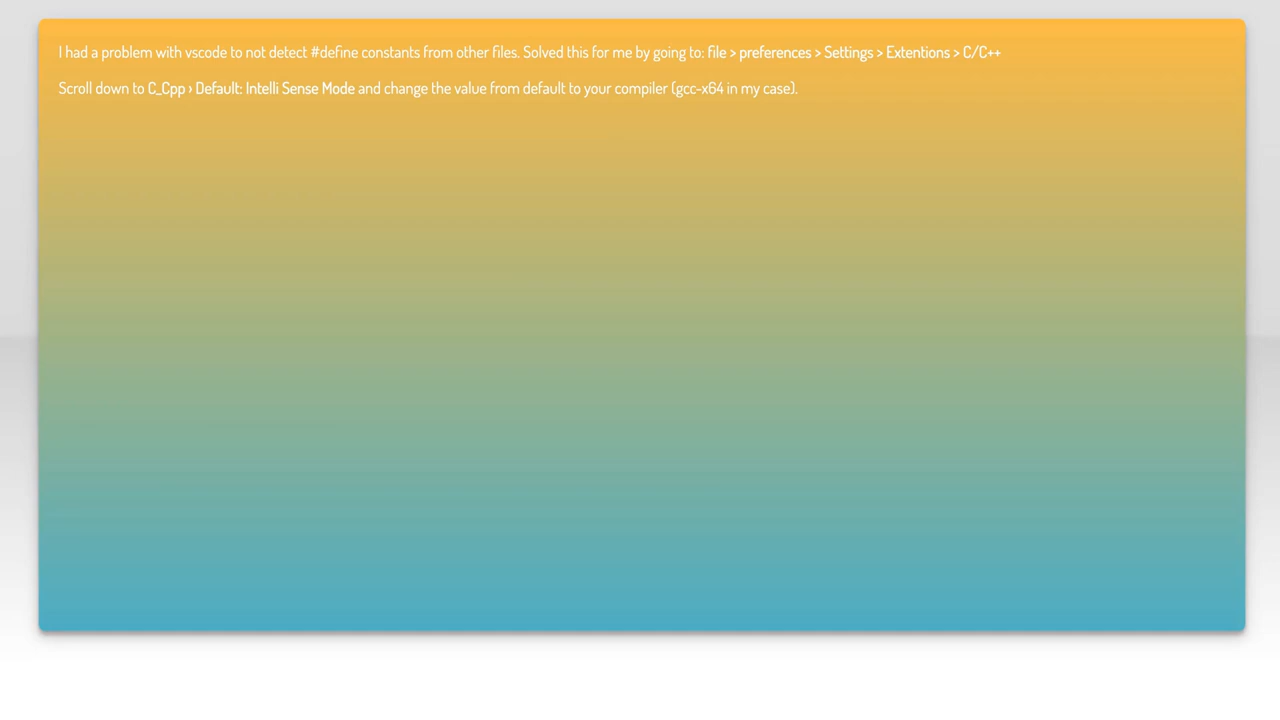 I had a problem with vscode to not detect #define constants from other files. Solved this for me by going to: file > preferences > Settings > Extentions > C/C++
Scroll down to C_Cpp › Default: Intelli Sense Mode and change the value from default to your compiler (gcc-x64 in my case).